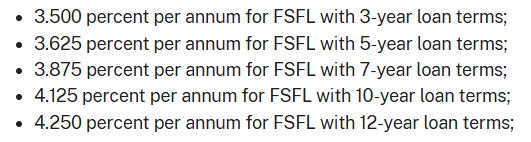 • 3.500 percent per annum for FSFL with 3-year loan terms;
• 3.625 percent per annum for FSFL with 5-year loan terms;
• 3.875 percent per annum for FSFL with 7-year loan terms;
• 4.125 percent per annum for FSFL with 10-year loan terms;
• 4.250 percent per annum for FSFL with 12-year loan terms;